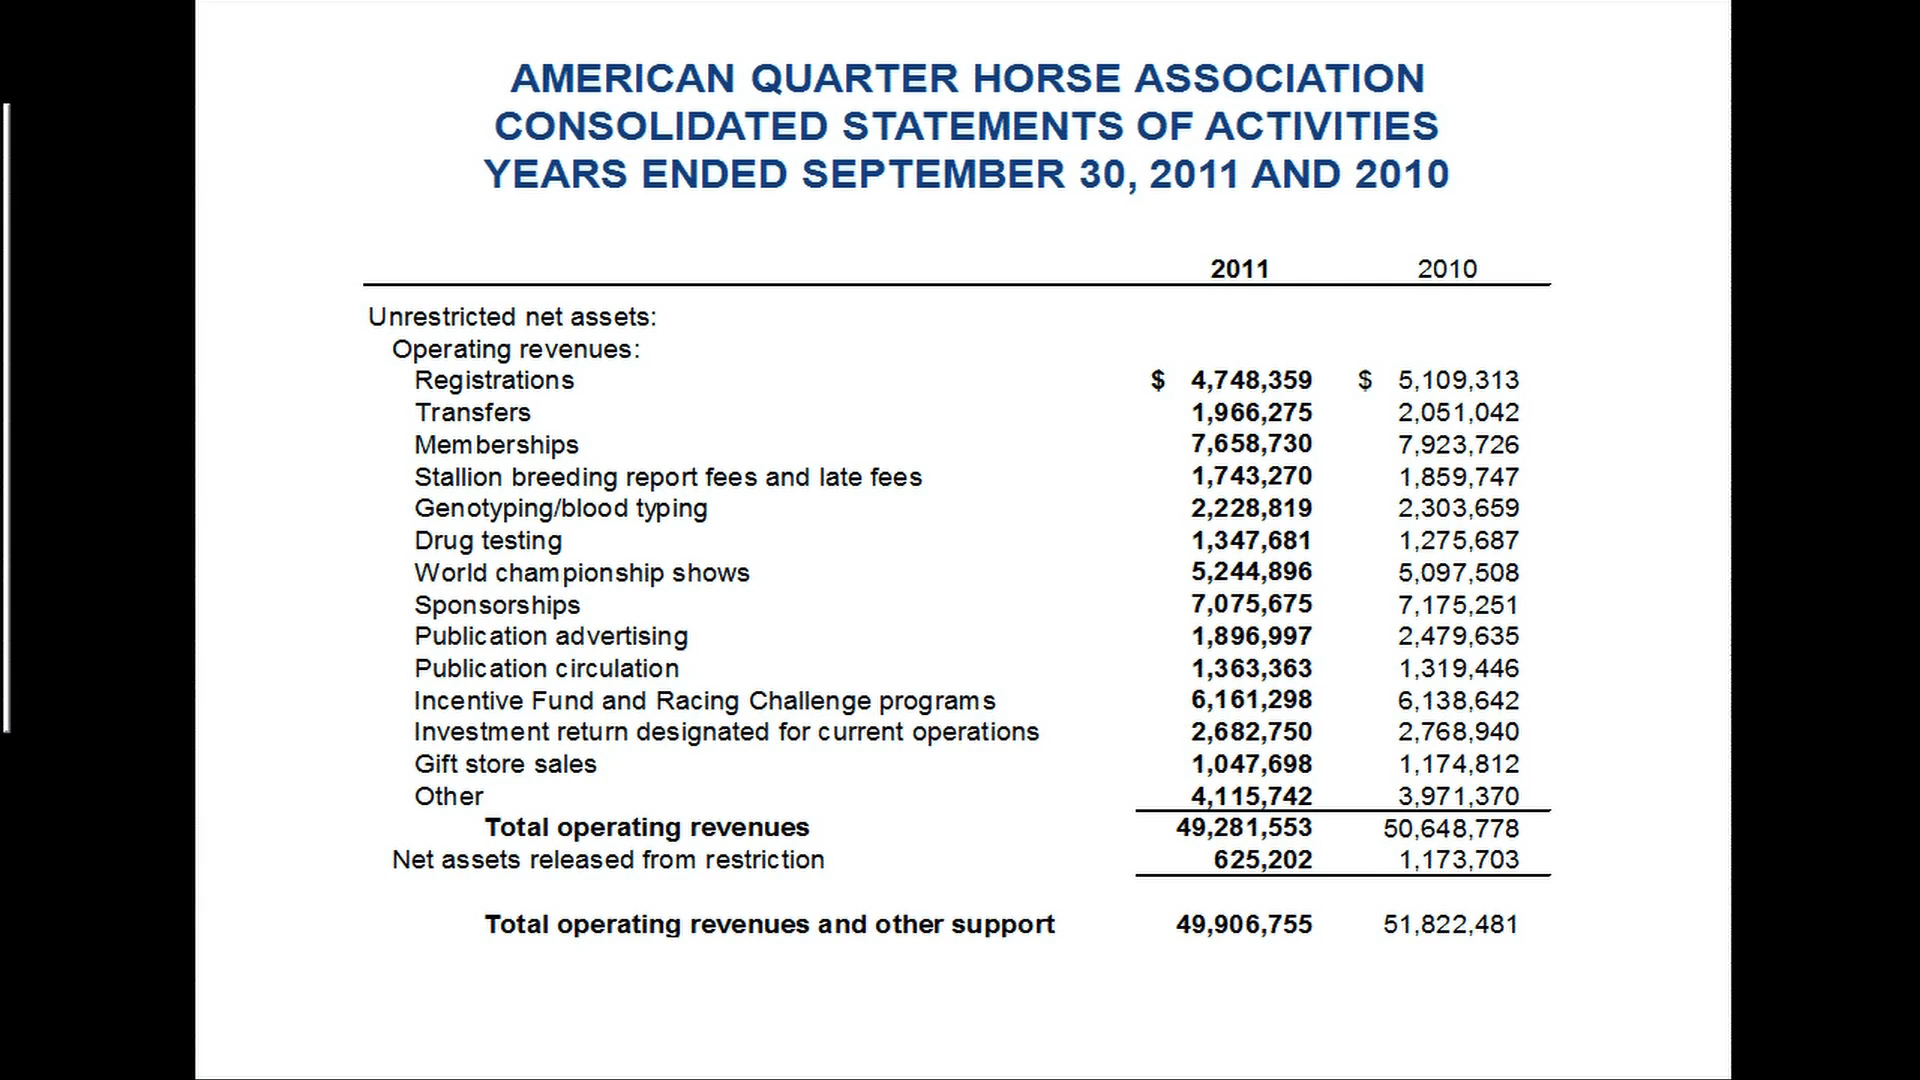 AMERICAN QUARTER HORSE ASSOCIATION
CONSOLIDATED STATEMENTS OF ACTIVITIES
YEARS ENDED SEPTEMBER 30, 2011 AND 2010
2011 2010
Unrestricted net assets:
Operating revenues:
Registrations $ 4,748,359 $ 5,109,313
Transfers 1,966,275 2,051,042
Memberships 7,658,730 7,923,726
Stallion breeding report fees and late fees 1,743,270 1,859,747
Genotyping/blood typing 2,228,819 2,303,659
Drug testing 1,347,681 1,275,687
World championship shows 5,244,896 5,097,508
Sponsorships 7,075,675 7,175,251
Publication advertising 1,896,997 2,479,635
Publication circulation 1,363,363 1,319,446
Incentive Fund and Racing Challenge programs 6,161,298 6,138,642
Investment return designated for current operations 2,682,750 2,768,940
Gift store sales 1,047,698 1,174,812
Other 4,115,742 3,971,370
Total operating revenues 49,281,553 50,648,778
Net assets released from restriction 625,202 1,173,703
Total operating revenues and other support 49,906,755 51,822,481